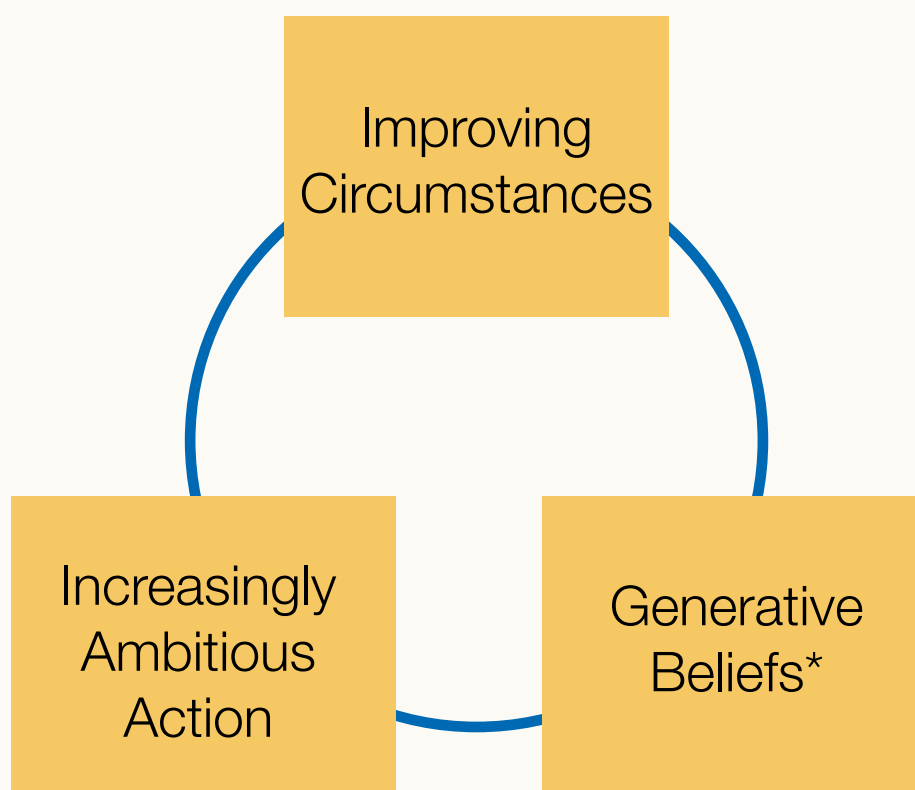 Improving
Circumstances
Increasingly
Ambitious
Action
Generative
Beliefs*